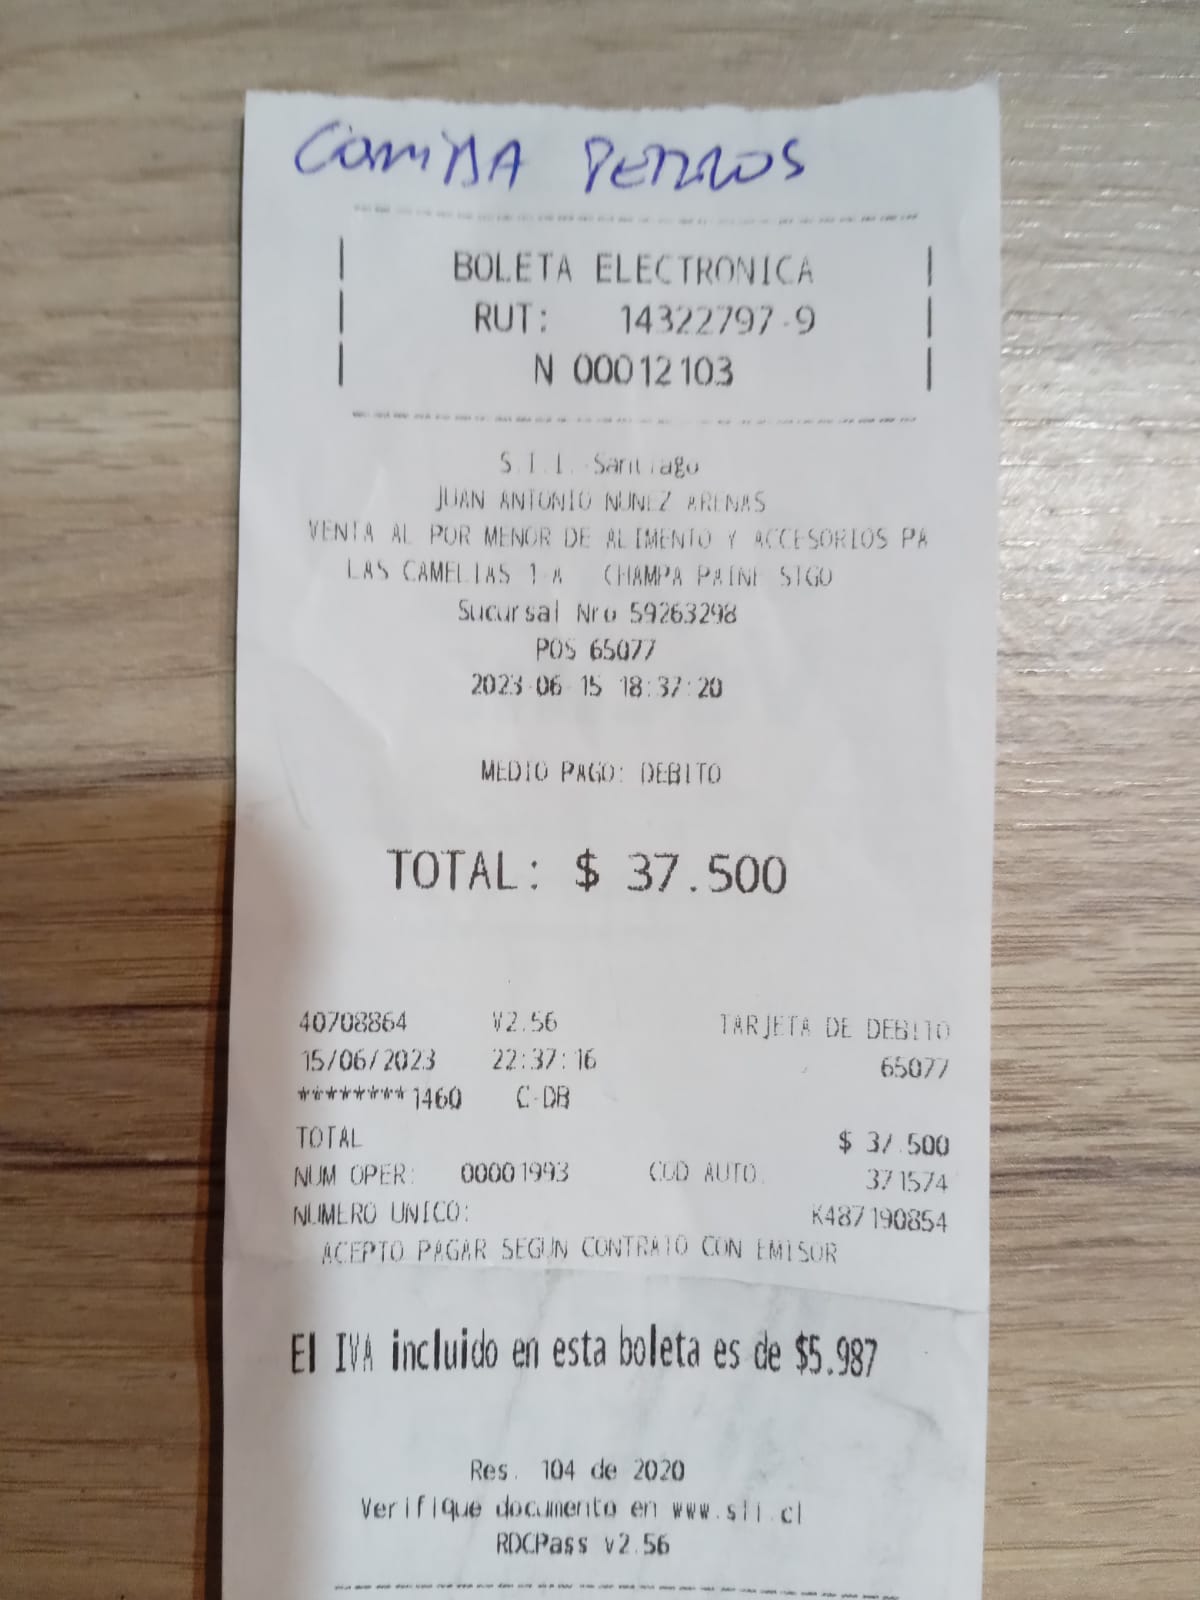 COMIDA PERROS
BOLETA ELECTRONICA
RUT: 14322797-9
N 00012103
S.I.I. Santiago
JUAN ANTONIO NUNEZ ARENAS
VENTA AL POR MENOR DE ALIMENTO Y ACCESORIOS PA
LAS CAMELIAS 1-A CHAMPA PAINE STGO
Sucursal Nro 59263298
POS 65077
2023-06-15 18:37:20
MEDIO PAGO: DEBITO
TOTAL: $ 37.500
40708864 V2.56 TARJETA DE DEBITO
15/06/2023 22:37:16 65077
********1460 C-DB
TOTAL $ 37.500
NUM OPER: 00001993 COD AUTO. 371574
NUMERO UNICO: K487190854
ACEPTO PAGAR SEGUN CONTRATO CON EMISOR
El IVA incluido en esta boleta es de $5.987
Res. 104 de 2020
Verifique documento en www.sii.cl
RDCPass v2.56